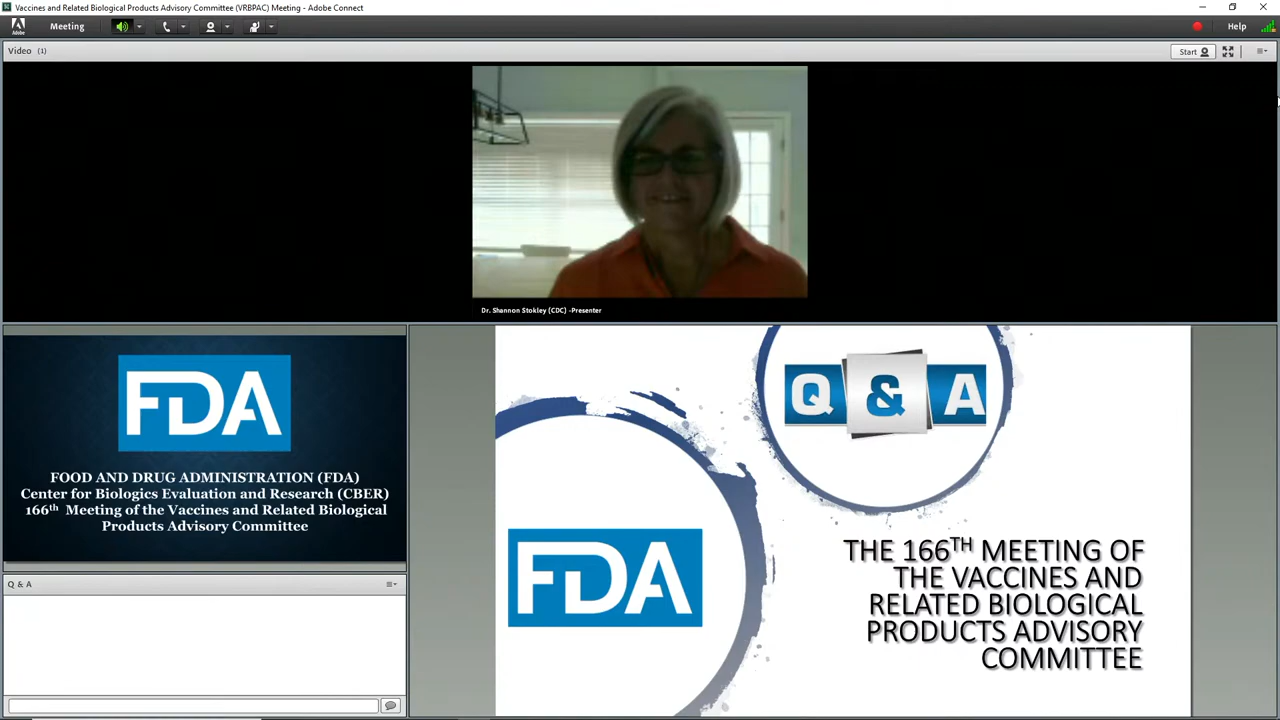 Vaccines and Related Biological Products Advisory Committee (VRBPAC) Meeting - Adobe Connect
Adobe
Meeting
Help
Video (1)
Start
Dr. Shannon Stokley (CDC) -Presenter
FDA
FOOD AND DRUG ADMINISTRATION (FDA)
Center for Biologics Evaluation and Research (CBER)
166th Meeting of the Vaccines and Related Biological
Products Advisory Committee
Q & A
Q & A
FDA
THE 166TH MEETING OF
THE VACCINES AND
RELATED BIOLOGICAL
PRODUCTS ADVISORY
COMMITTEE